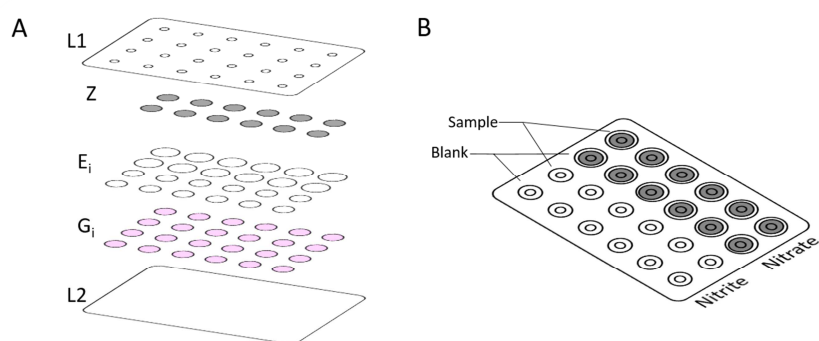 A
L1
Z
Ei
Gi
L2
B
Sample
Blank
Nitrite
Nitrate